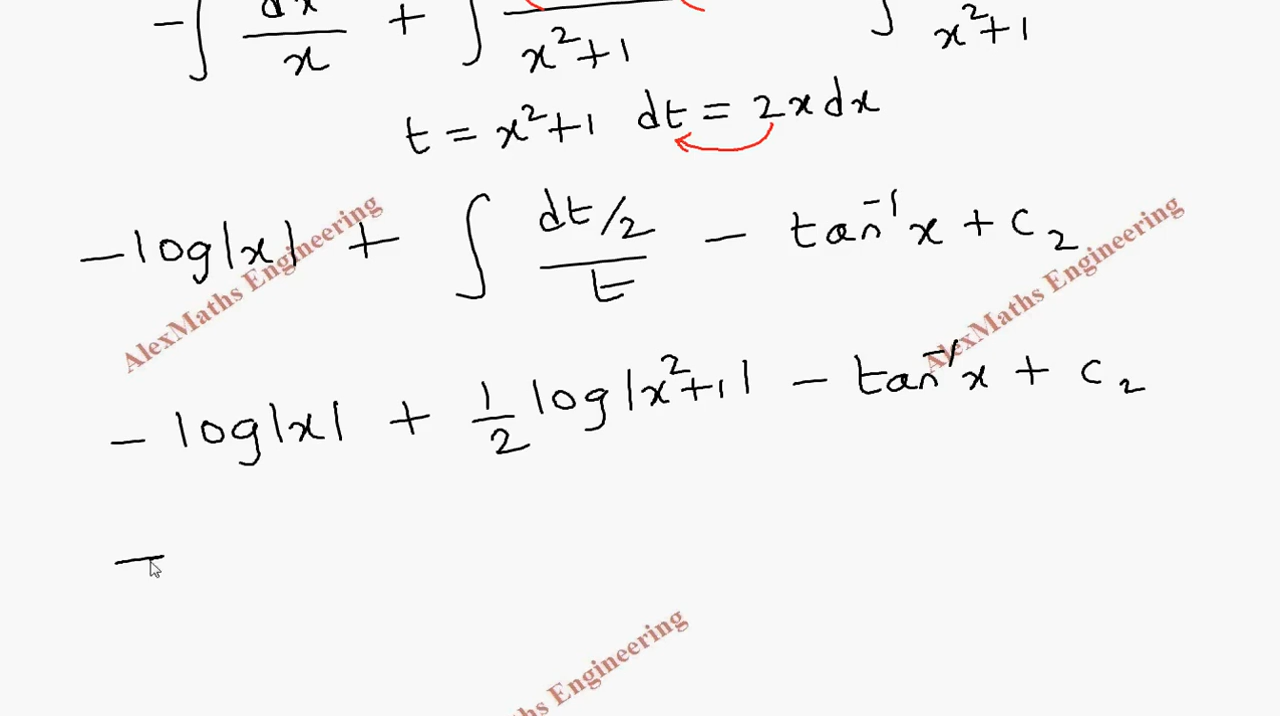 -∫ dx/x + ∫ /x²+1 ∫ /x²+1
t = x²+1 dt = 2x dx
-log|x| + ∫ dt/2 / t - tan⁻¹x + c₂
-log|x| + 1/2 log|x²+1| - tan⁻¹x + c₂
AlexMaths Engineering
AlexMaths Engineering
hs Engineering